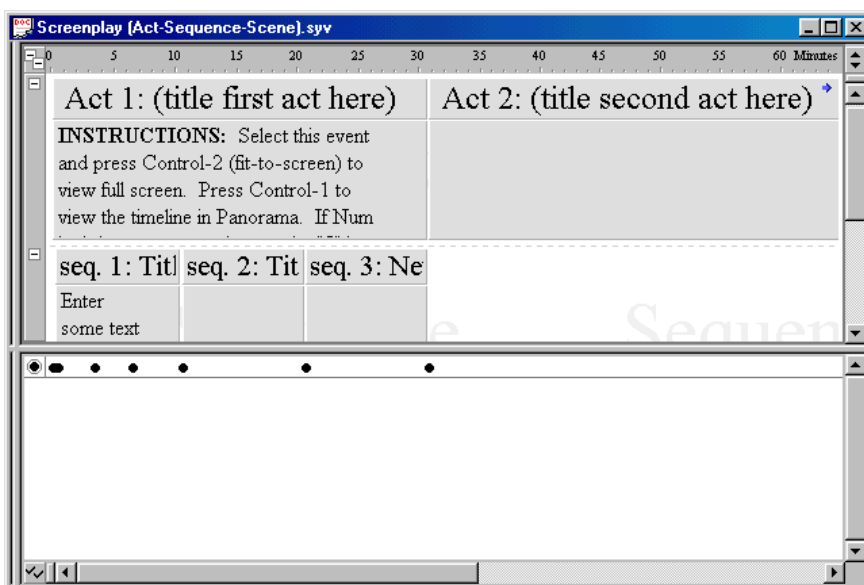 Screenplay (Act-Sequence-Scene).syv
0 5 10 15 20 25 30 35 40 45 50 55 60 Minutes
Act 1: (title first act here) Act 2: (title second act here)
INSTRUCTIONS: Select this event
and press Control-2 (fit-to-screen) to
view full screen. Press Control-1 to
view the timeline in Panorama. If Num
seq. 1: Titl seq. 2: Tit seq. 3: Ne
Enter
some text
Sequen